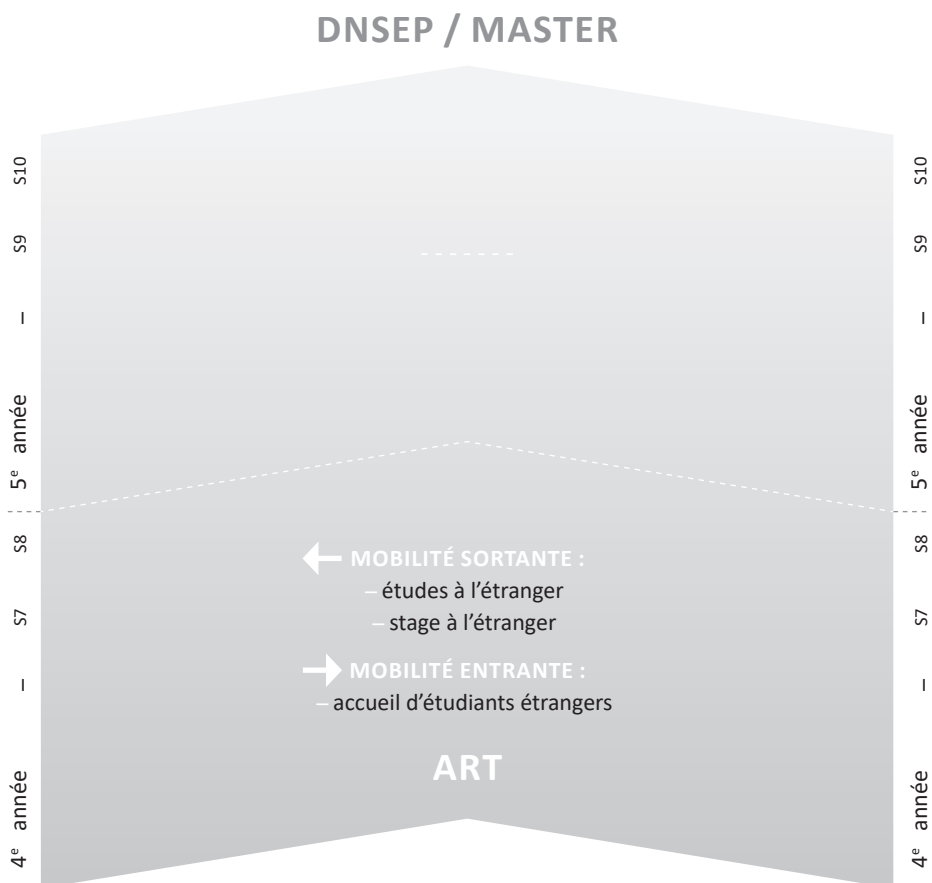 DNSEP / MASTER
S10
S10
S9
S9
–
–
5e année
5e année
S8
S8
MOBILITÉ SORTANTE :
– études à l’étranger
– stage à l’étranger
S7
S7
MOBILITÉ ENTRANTE :
– accueil d’étudiants étrangers
–
–
ART
4e année
4e année